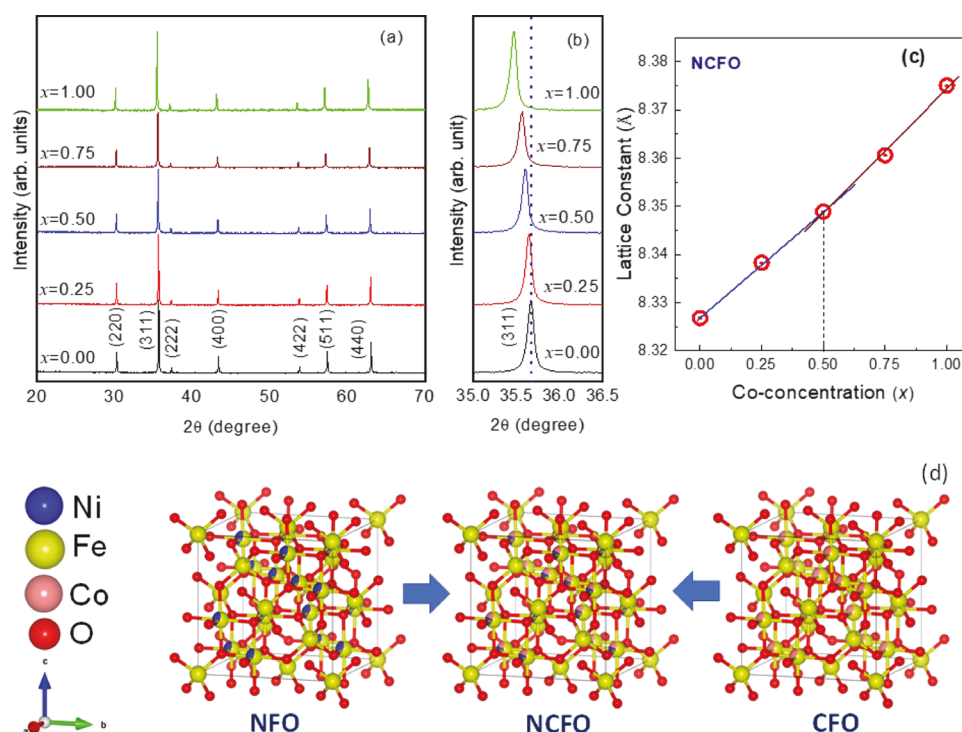 (a)
x=1.00
x=0.75
x=0.50
x=0.25
x=0.00
(220)
(311)
(222)
(400)
(422)
(511)
(440)
Intensity (arb. units)
20 30 40 50 60 70
2θ (degree)
(b)
x=1.00
x=0.75
x=0.50
x=0.25
x=0.00
(311)
Intensity (arb. unit)
35.0 35.5 36.0 36.5
2θ (degree)
NCFO
(c)
8.38
8.37
8.36
8.35
8.34
8.33
8.32
Lattice Constant (Å)
0.00 0.25 0.50 0.75 1.00
Co-concentration (x)
(d)
Ni
Fe
Co
O
c
b
a
NFO
NCFO
CFO